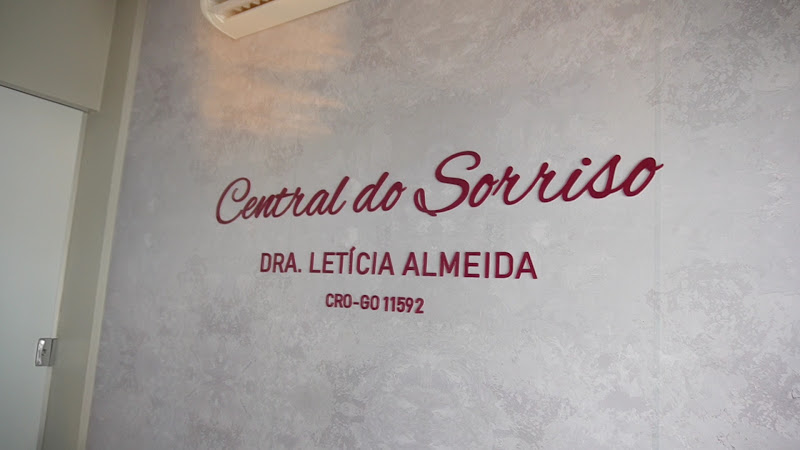 Central do Sorriso
DRA. LETÍCIA ALMEIDA
CRO-GO 11592